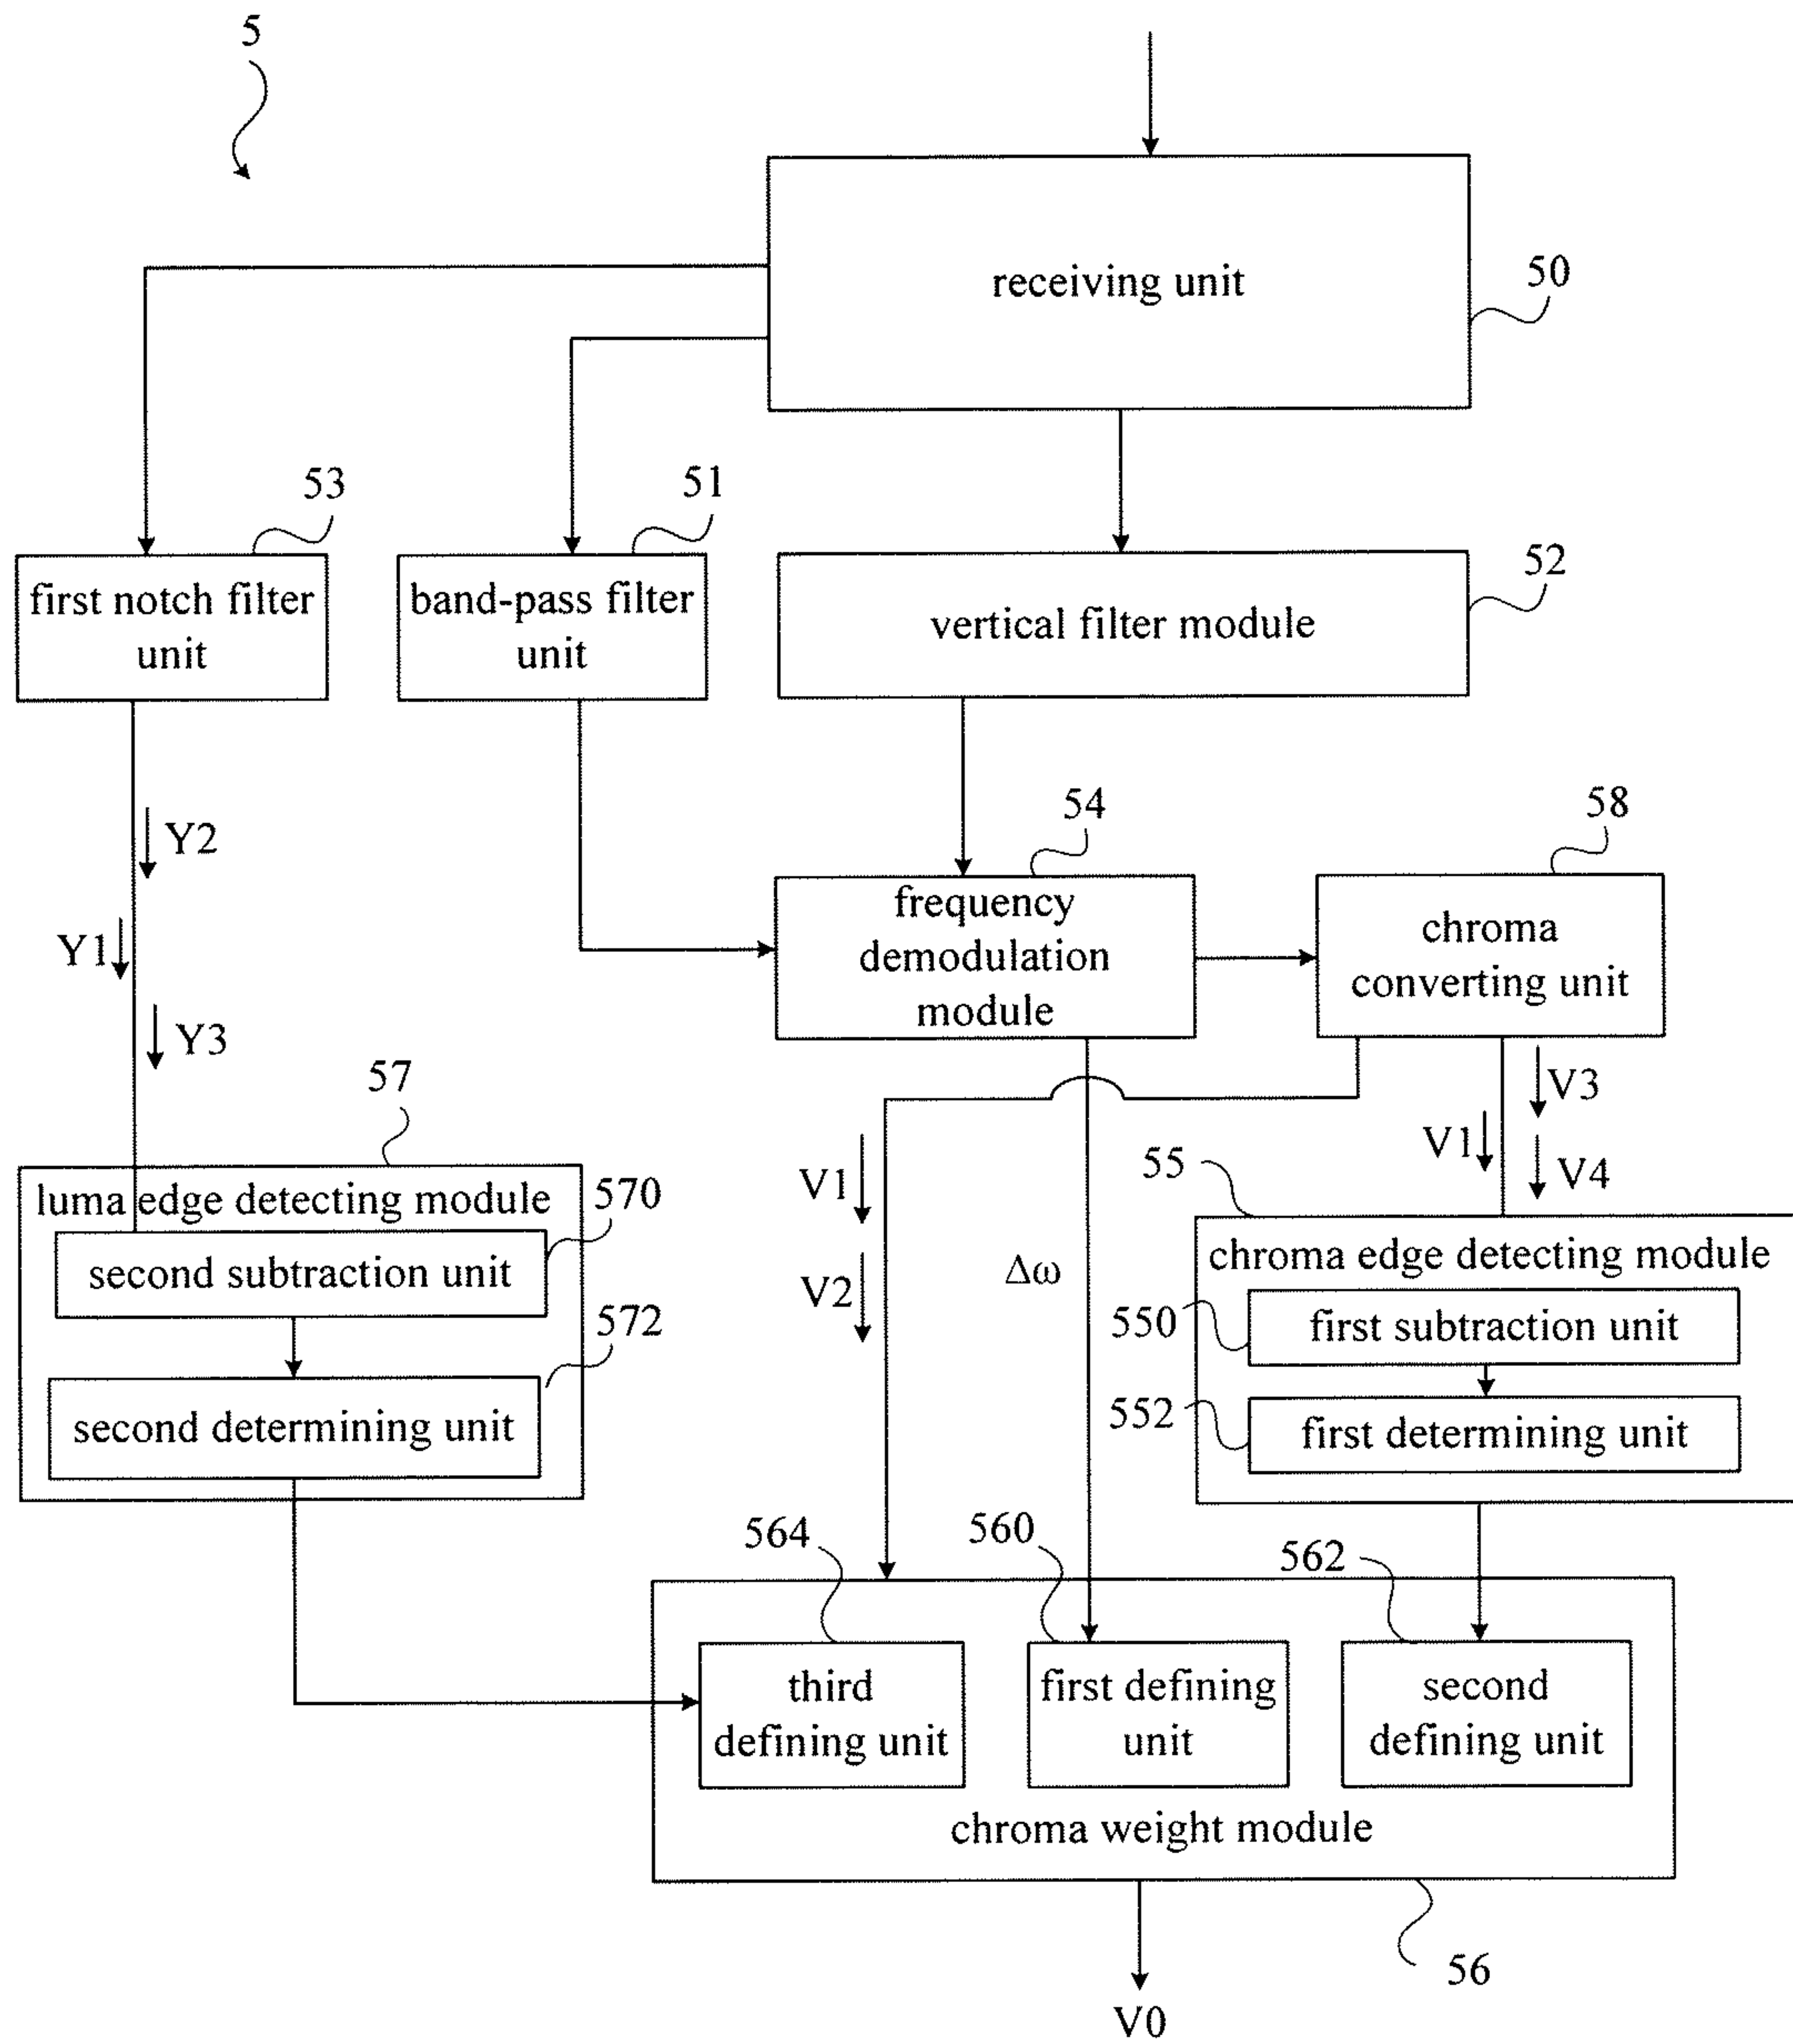 5
receiving unit
50
53
51
52
first notch filter
unit
band-pass filter
unit
vertical filter module
54
58
Y2
Y1
Y3
frequency
demodulation
module
chroma
converting unit
57
V3
V1
V4
55
V1
V2
Δω
luma edge detecting module
570
second subtraction unit
572
second determining unit
chroma edge detecting module
550
first subtraction unit
552
first determining unit
564
560
562
third
defining unit
first defining
unit
second
defining unit
chroma weight module
56
V0